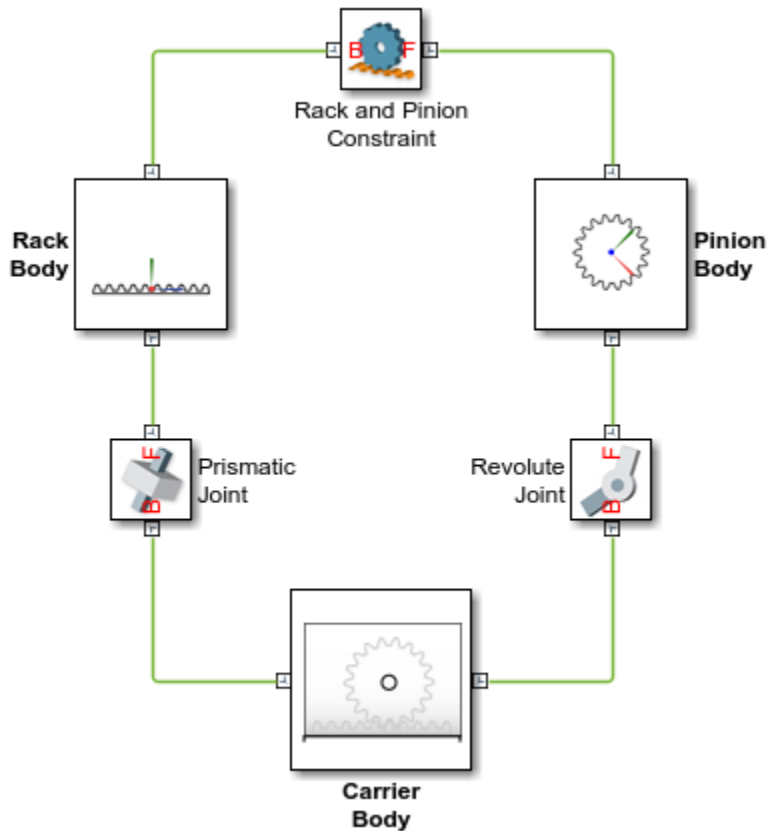 B F
Rack and Pinion
Constraint
Rack
Body
Pinion
Body
F
B
Prismatic
Joint
Revolute
Joint
F
B
Carrier
Body